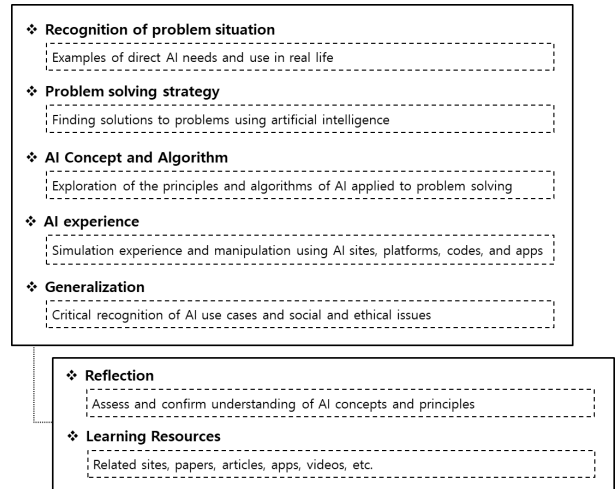 ❖ Recognition of problem situation
Examples of direct AI needs and use in real life
❖ Problem solving strategy
Finding solutions to problems using artificial intelligence
❖ AI Concept and Algorithm
Exploration of the principles and algorithms of AI applied to problem solving
❖ AI experience
Simulation experience and manipulation using AI sites, platforms, codes, and apps
❖ Generalization
Critical recognition of AI use cases and social and ethical issues
❖ Reflection
Assess and confirm understanding of AI concepts and principles
❖ Learning Resources
Related sites, papers, articles, apps, videos, etc.